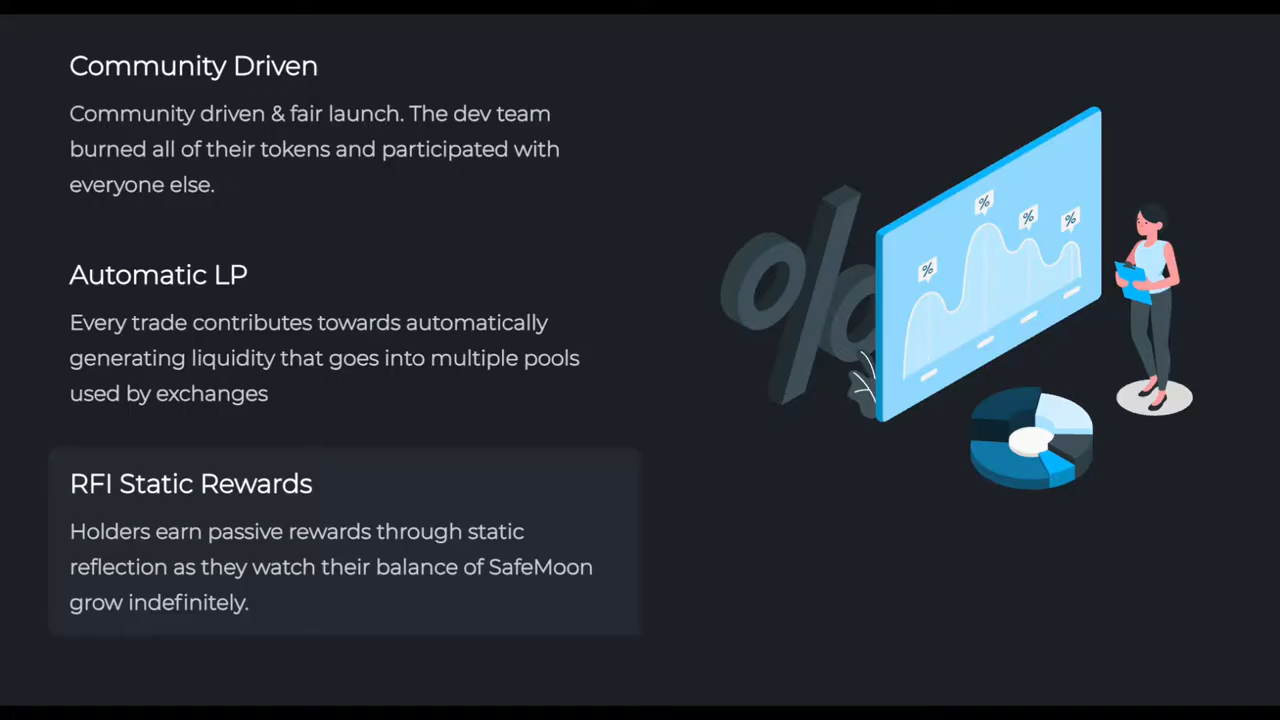 Community Driven
Community driven & fair launch. The dev team
burned all of their tokens and participated with
everyone else.
Automatic LP
Every trade contributes towards automatically
generating liquidity that goes into multiple pools
used by exchanges
RFI Static Rewards
Holders earn passive rewards through static
reflection as they watch their balance of SafeMoon
grow indefinitely.
%
%
%
%
%